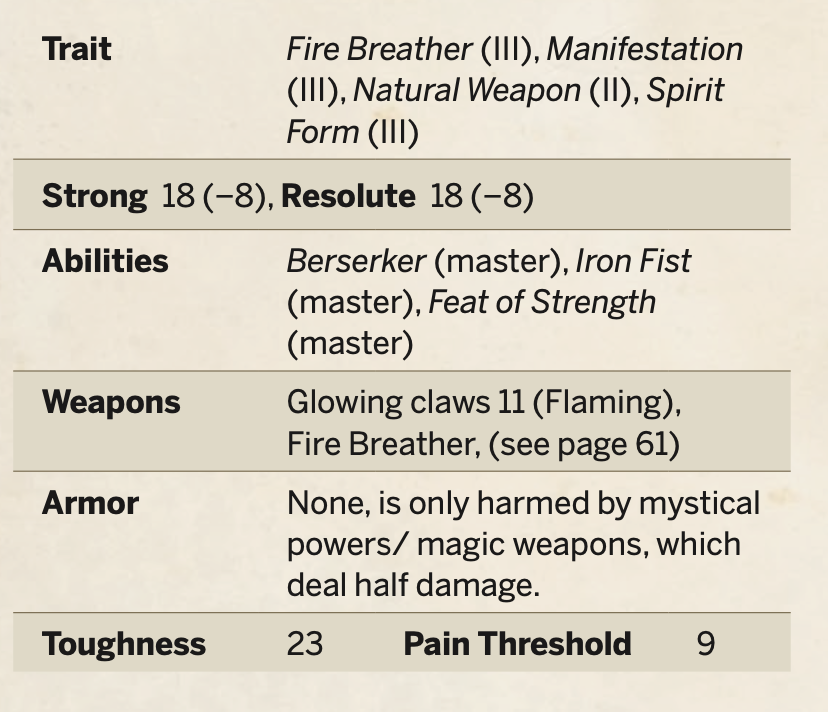 Trait Fire Breather (III), Manifestation
(III), Natural Weapon (II), Spirit
Form (III)
Strong 18 (−8), Resolute 18 (−8)
Abilities Berserker (master), Iron Fist
(master), Feat of Strength
(master)
Weapons Glowing claws 11 (Flaming),
Fire Breather, (see page 61)
Armor None, is only harmed by mystical
powers/ magic weapons, which
deal half damage.
Toughness 23 Pain Threshold 9